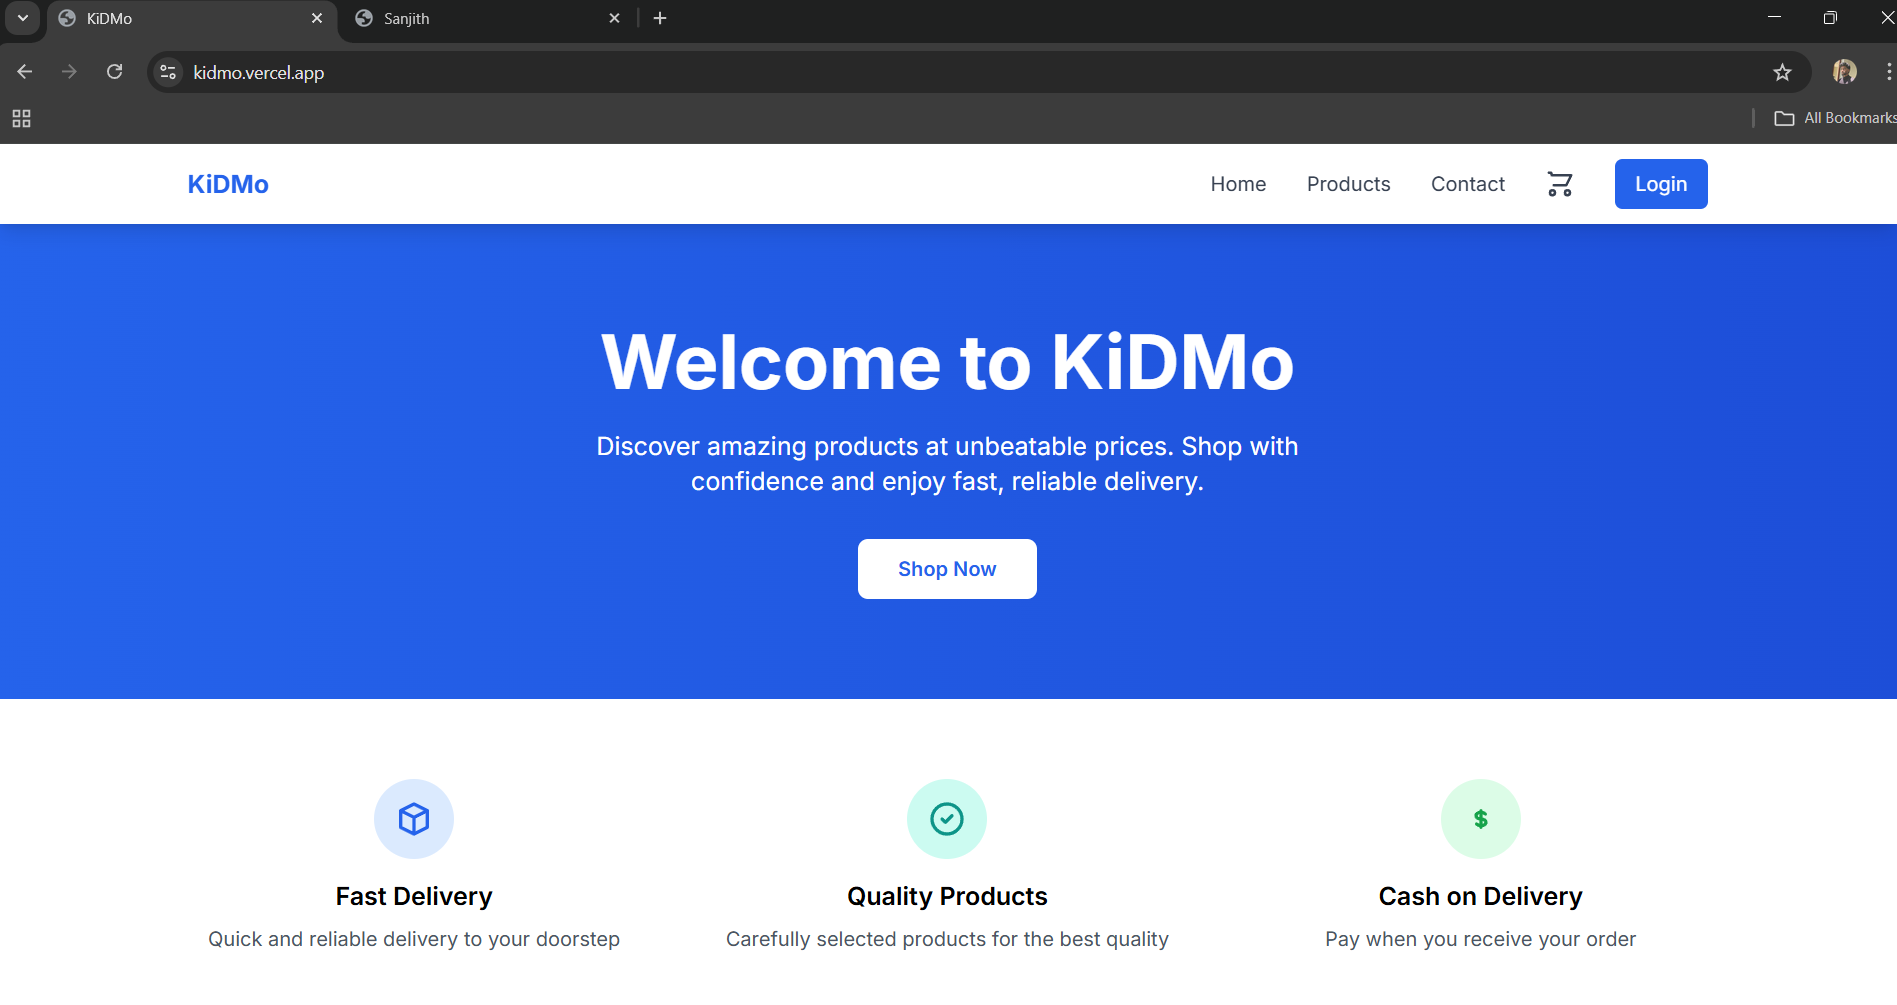 KiDMo
Sanjith
kidmo.vercel.app
All Bookmarks
KiDMo
Home
Products
Contact
Login
Welcome to KiDMo
Discover amazing products at unbeatable prices. Shop with
confidence and enjoy fast, reliable delivery.
Shop Now
$
Fast Delivery
Quality Products
Cash on Delivery
Quick and reliable delivery to your doorstep
Carefully selected products for the best quality
Pay when you receive your order